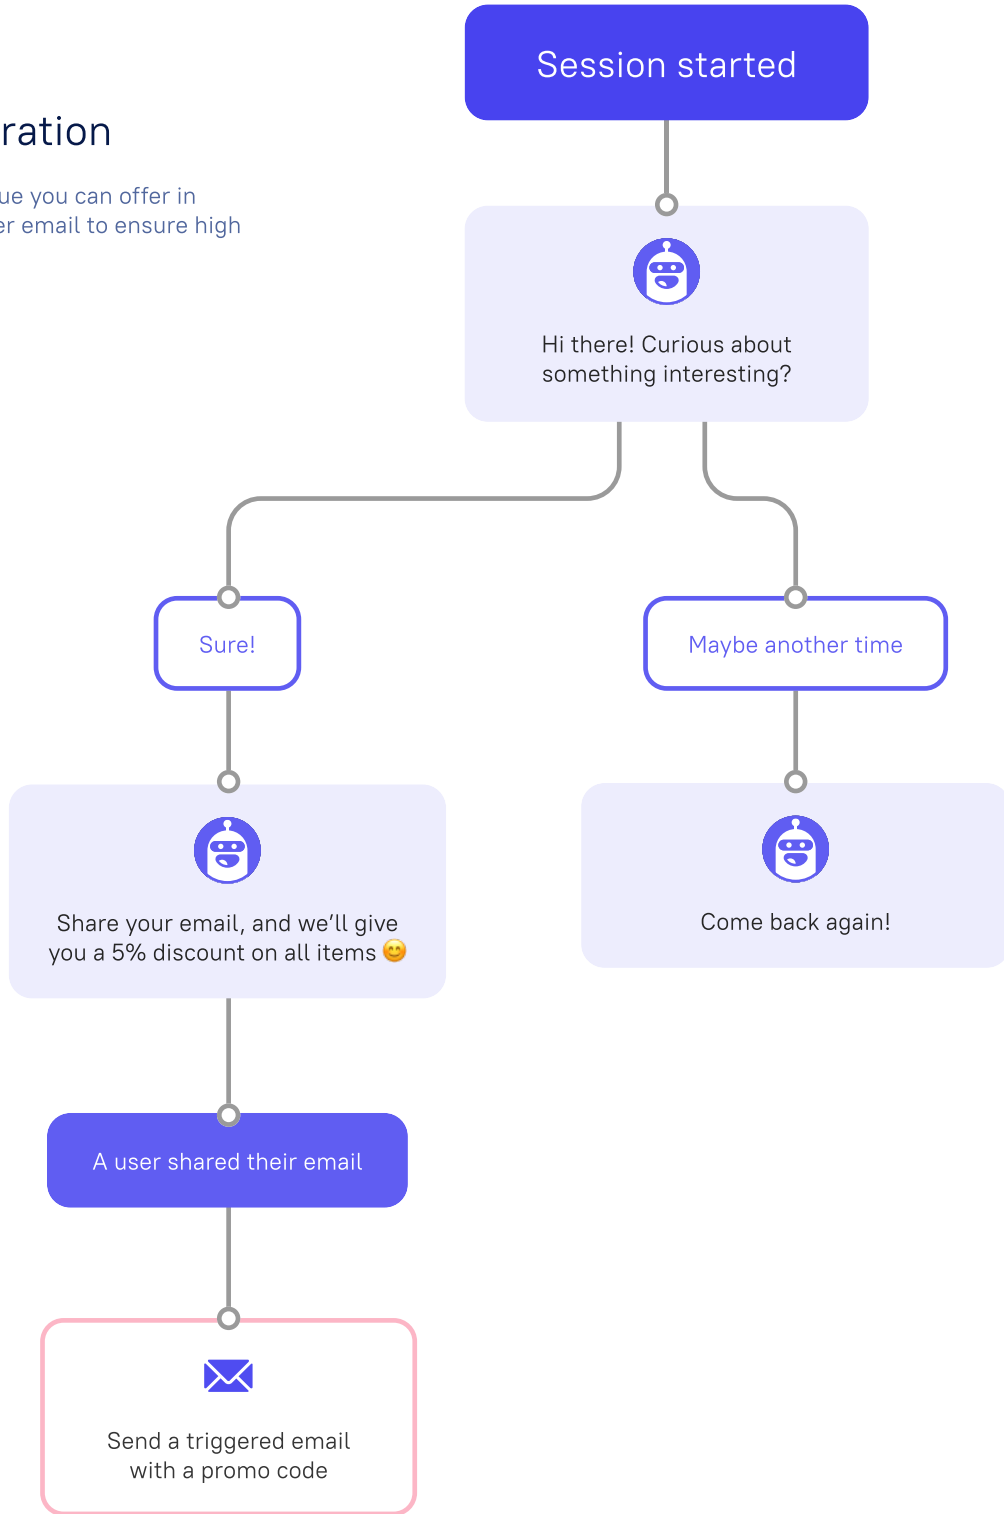 Session started
ration
ue you can offer in
er email to ensure high
Hi there! Curious about
something interesting?
Sure!
Maybe another time
Share your email, and we’ll give
you a 5% discount on all items 😊
Come back again!
A user shared their email
Send a triggered email
with a promo code